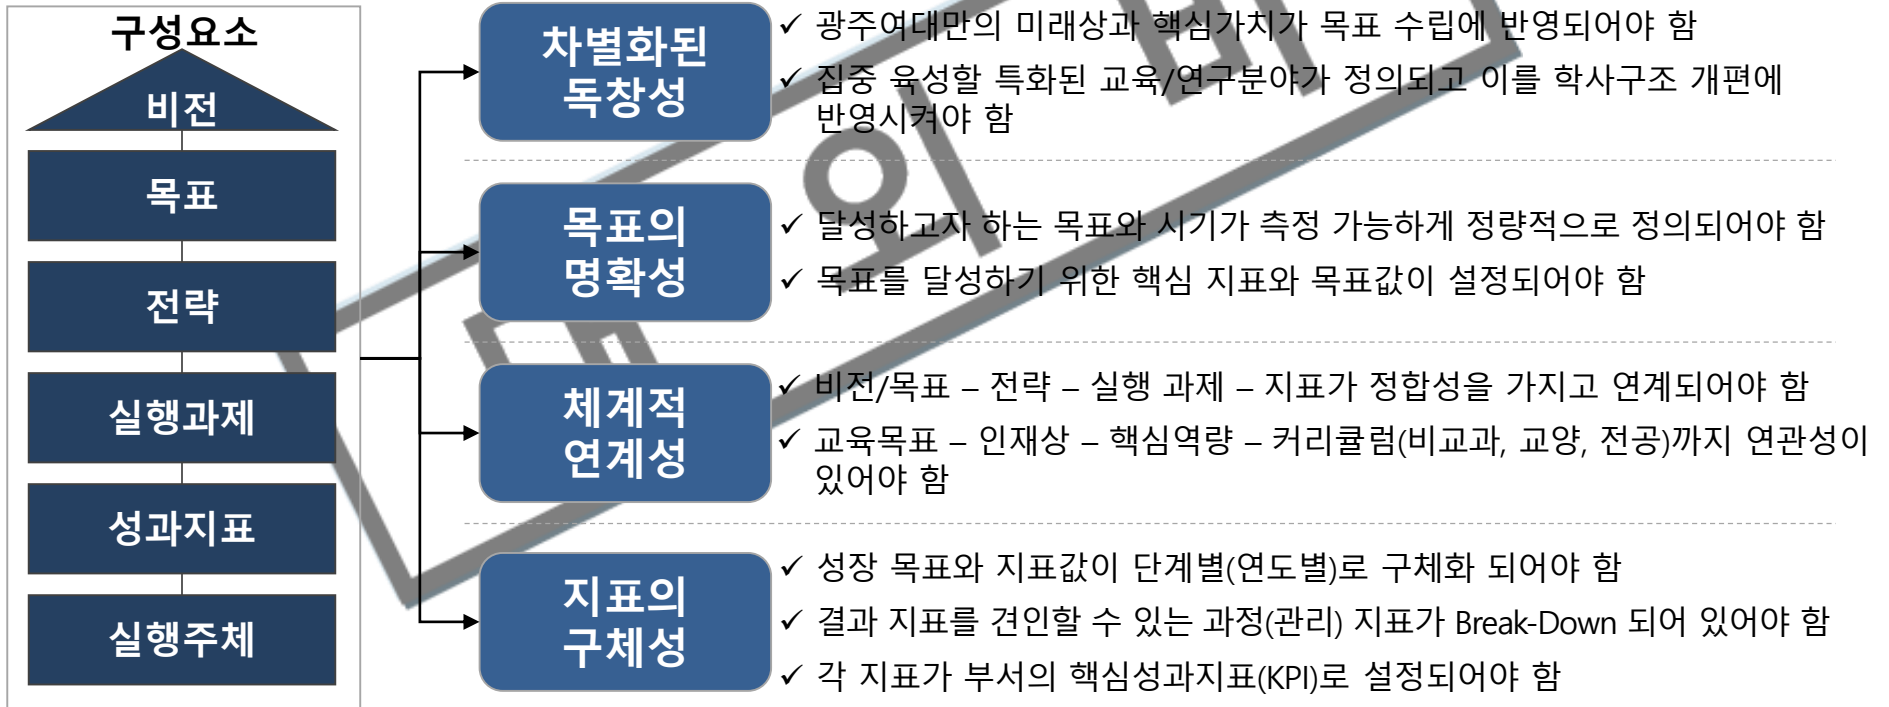 구성요소
비전
목표
전략
실행과제
성과지표
실행주체
차별화된
독창성
✓ 광주여대만의 미래상과 핵심가치가 목표 수립에 반영되어야 함
✓ 집중 육성할 특화된 교육/연구분야가 정의되고 이를 학사구조 개편에
반영시켜야 함
목표의
명확성
✓ 달성하고자 하는 목표와 시기가 측정 가능하게 정량적으로 정의되어야 함
✓ 목표를 달성하기 위한 핵심 지표와 목표값이 설정되어야 함
체계적
연계성
✓ 비전/목표 – 전략 – 실행 과제 – 지표가 정합성을 가지고 연계되어야 함
✓ 교육목표 – 인재상 – 핵심역량 – 커리큘럼(비교과, 교양, 전공)까지 연관성이
있어야 함
지표의
구체성
✓ 성장 목표와 지표값이 단계별(연도별)로 구체화 되어야 함
✓ 결과 지표를 견인할 수 있는 과정(관리) 지표가 Break-Down 되어 있어야 함
✓ 각 지표가 부서의 핵심성과지표(KPI)로 설정되어야 함